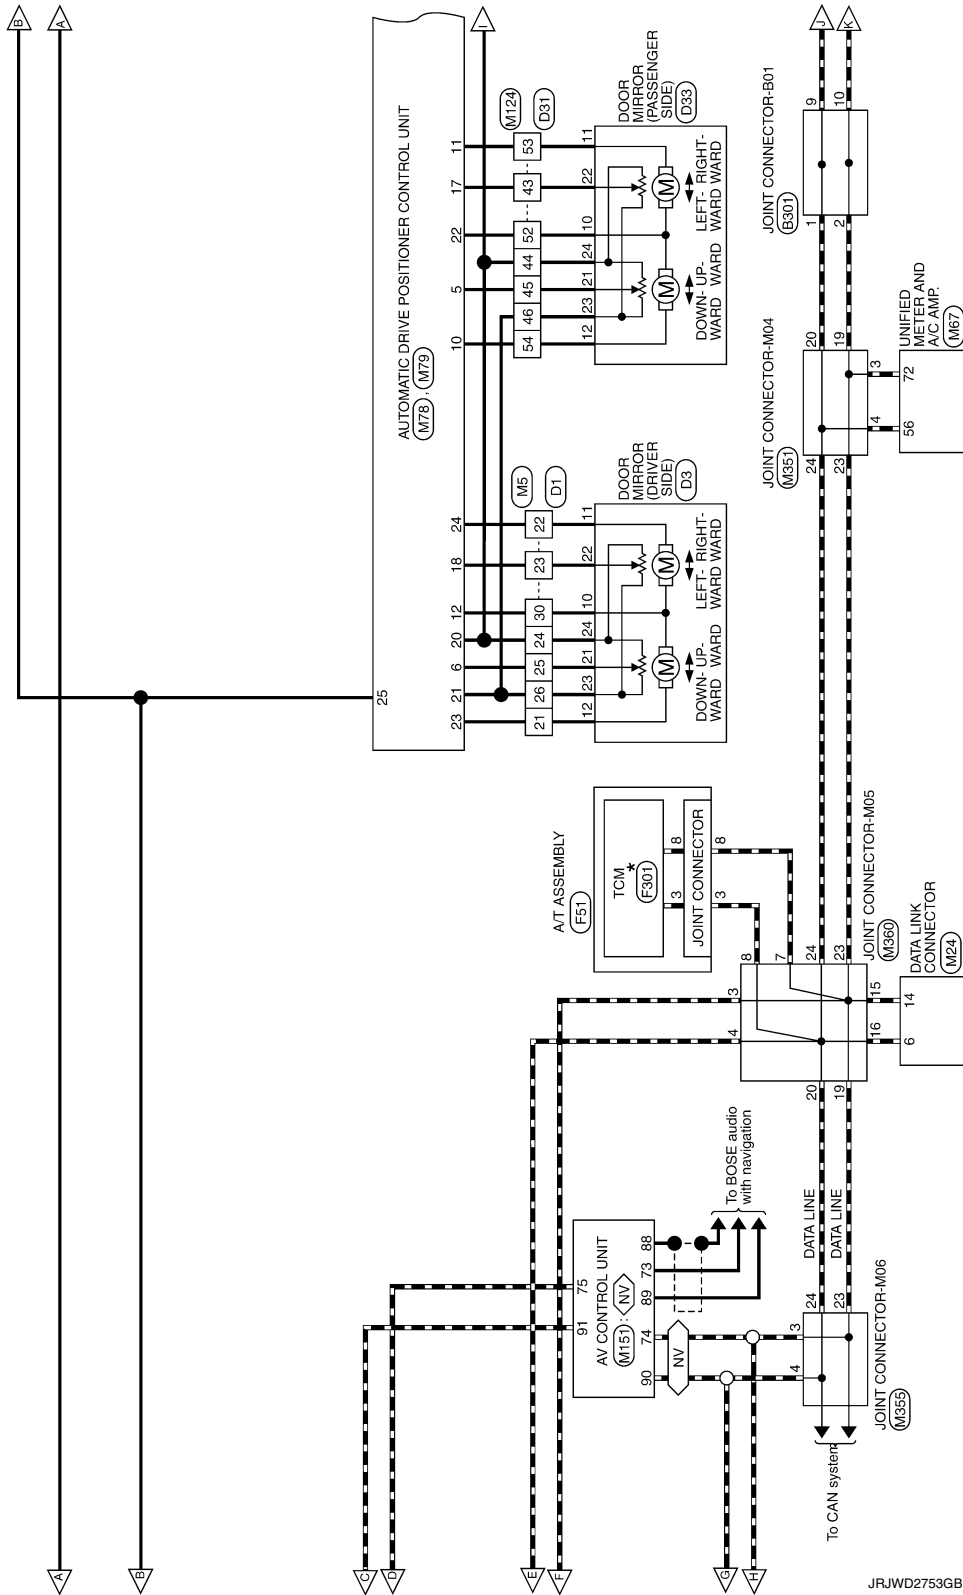 B
A
I
J
K
AUTOMATIC DRIVE POSITIONER CONTROL UNIT
M78 , M79
25
11
17
22
5
10
24
18
12
20
6
21
23
M124
D31
53
43
52
44
45
46
54
11
22
10
24
21
23
12
DOOR
MIRROR
(PASSENGER
SIDE)
D33
M
M
LEFT- RIGHT-
WARD WARD
DOWN- UP-
WARD WARD
M5
D1
22
23
30
24
25
26
21
11
22
10
24
21
23
12
DOOR
MIRROR
(DRIVER
SIDE)
D3
M
M
LEFT- RIGHT-
WARD WARD
DOWN- UP-
WARD WARD
JOINT CONNECTOR-B01
B301
9
10
1
2
JOINT CONNECTOR-M04
M351
20
19
3
4
24
23
UNIFIED
METER AND
A/C AMP.
M67
72
56
A/T ASSEMBLY
F51
TCM
*
F301
8
3
JOINT CONNECTOR
8
3
JOINT CONNECTOR-M05
M360
8
7
24
23
3
4
15
16
20
19
DATA LINK
CONNECTOR
M24
14
6
AV CONTROL UNIT
M151 : NV
75
91
88
73
89
74
90
NV
To BOSE audio
with navigation
DATA LINE
DATA LINE
JOINT CONNECTOR-M06
M355
24
23
3
4
To CAN system
A
B
C
D
E
F
G
H
JRJWD2753GB